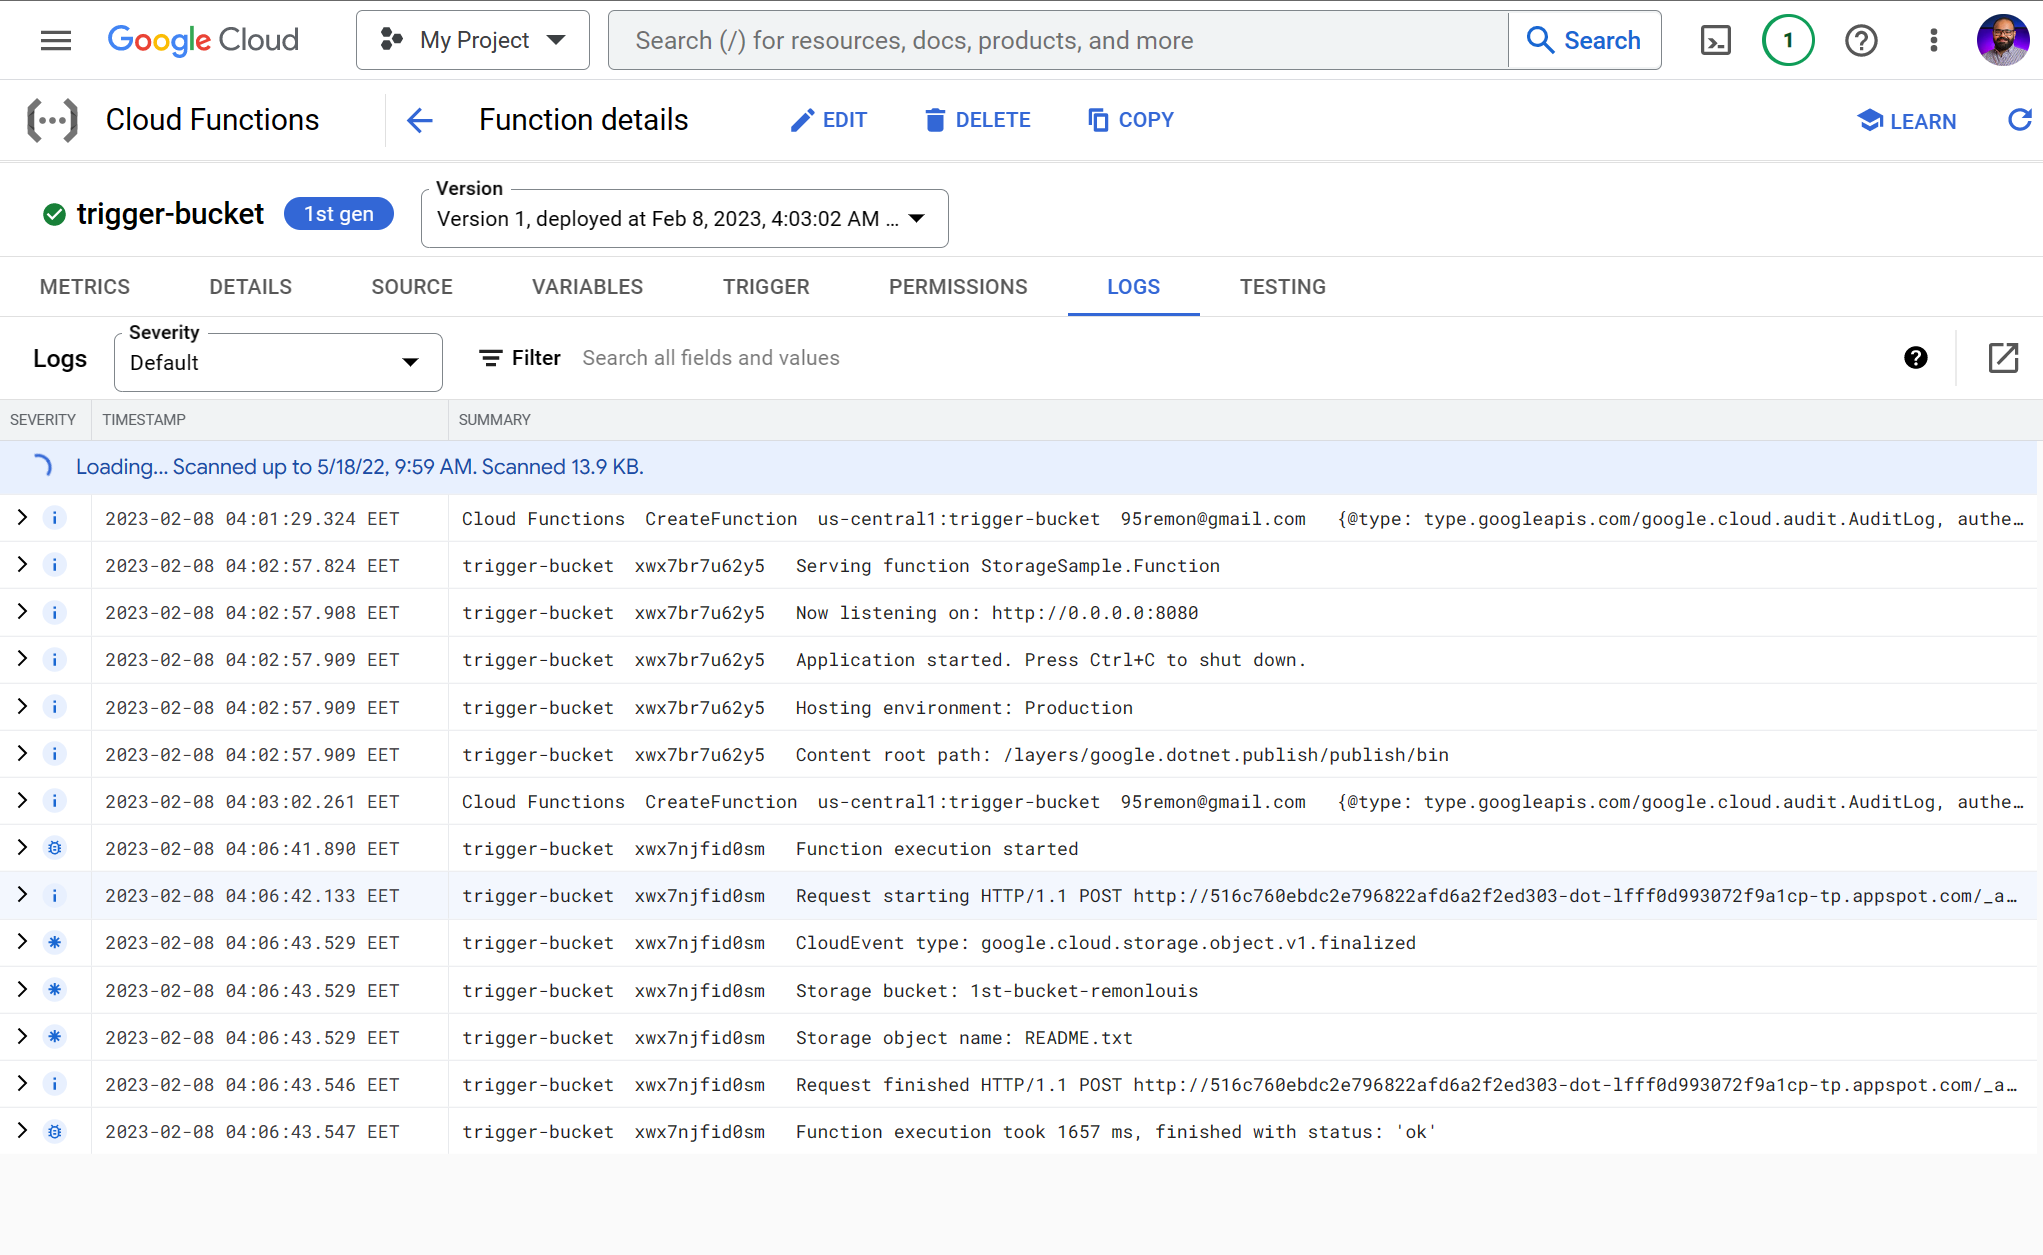 Google Cloud My Project Search (/) for resources, docs, products, and more Search 1
Cloud Functions Function details EDIT DELETE COPY LEARN
trigger-bucket 1st gen Version Version 1, deployed at Feb 8, 2023, 4:03:02 AM ...
METRICS DETAILS SOURCE VARIABLES TRIGGER PERMISSIONS LOGS TESTING
Logs Severity Default Filter Search all fields and values
SEVERITY TIMESTAMP SUMMARY
Loading... Scanned up to 5/18/22, 9:59 AM. Scanned 13.9 KB.
2023-02-08 04:01:29.324 EET Cloud Functions CreateFunction us-central1:trigger-bucket 95remon@gmail.com {@type: type.googleapis.com/google.cloud.audit.AuditLog, authe…
2023-02-08 04:02:57.824 EET trigger-bucket xwx7br7u62y5 Serving function StorageSample.Function
2023-02-08 04:02:57.908 EET trigger-bucket xwx7br7u62y5 Now listening on: http://0.0.0.0:8080
2023-02-08 04:02:57.909 EET trigger-bucket xwx7br7u62y5 Application started. Press Ctrl+C to shut down.
2023-02-08 04:02:57.909 EET trigger-bucket xwx7br7u62y5 Hosting environment: Production
2023-02-08 04:02:57.909 EET trigger-bucket xwx7br7u62y5 Content root path: /layers/google.dotnet.publish/publish/bin
2023-02-08 04:03:02.261 EET Cloud Functions CreateFunction us-central1:trigger-bucket 95remon@gmail.com {@type: type.googleapis.com/google.cloud.audit.AuditLog, authe…
2023-02-08 04:06:41.890 EET trigger-bucket xwx7njfid0sm Function execution started
2023-02-08 04:06:42.133 EET trigger-bucket xwx7njfid0sm Request starting HTTP/1.1 POST http://516c760ebdc2e796822afd6a2f2ed303-dot-lfff0d993072f9a1cp-tp.appspot.com/_a…
2023-02-08 04:06:43.529 EET trigger-bucket xwx7njfid0sm CloudEvent type: google.cloud.storage.object.v1.finalized
2023-02-08 04:06:43.529 EET trigger-bucket xwx7njfid0sm Storage bucket: 1st-bucket-remonlouis
2023-02-08 04:06:43.529 EET trigger-bucket xwx7njfid0sm Storage object name: README.txt
2023-02-08 04:06:43.546 EET trigger-bucket xwx7njfid0sm Request finished HTTP/1.1 POST http://516c760ebdc2e796822afd6a2f2ed303-dot-lfff0d993072f9a1cp-tp.appspot.com/_a…
2023-02-08 04:06:43.547 EET trigger-bucket xwx7njfid0sm Function execution took 1657 ms, finished with status: 'ok'